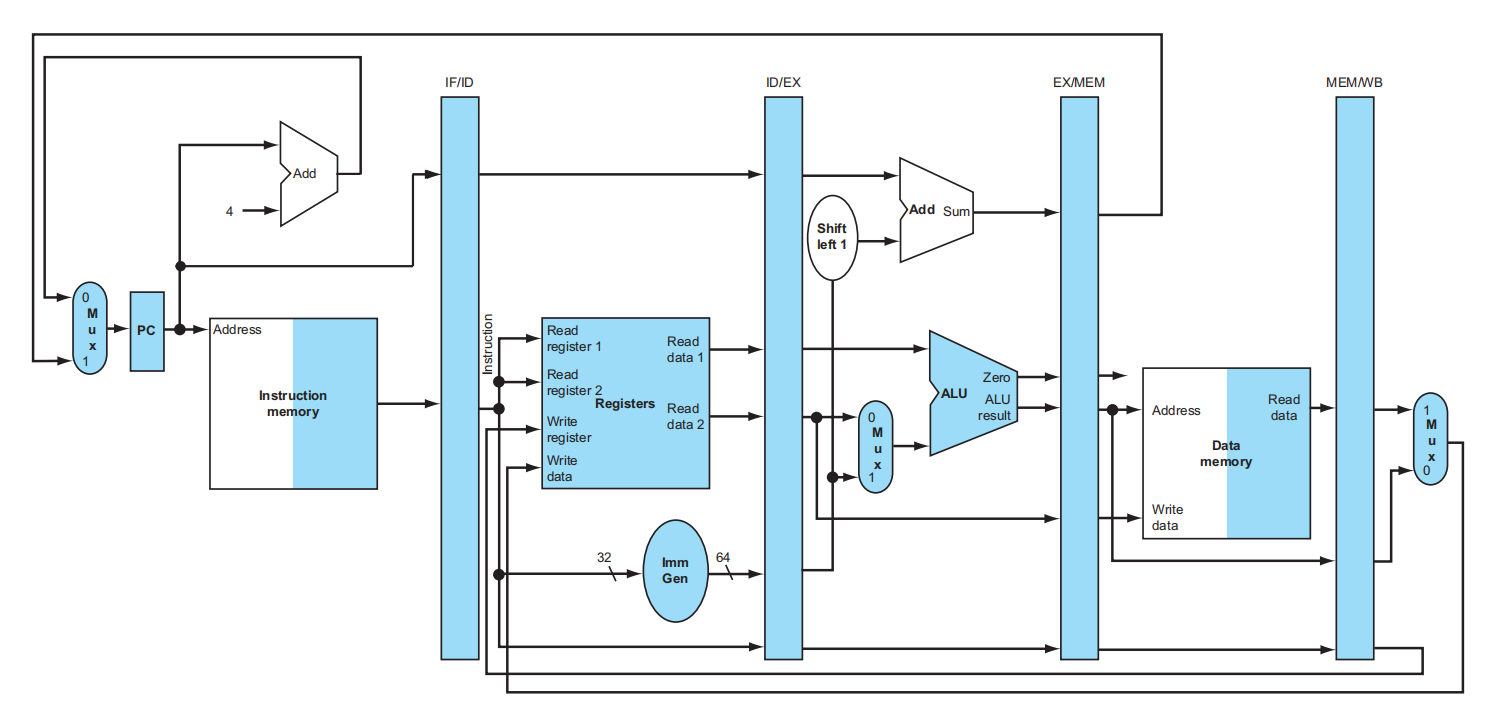 IF/ID
ID/EX
EX/MEM
MEM/WB
Add
4
Add Sum
Shift
left 1
0
M
u
x
1
PC
Address
Instruction
memory
Instruction
Read
register 1
Read
register 2
Write
register
Write
data
Registers
Read
data 1
Read
data 2
0
M
u
x
1
Zero
ALU
ALU
result
Address
Read
data
Data
memory
Write
data
1
M
u
x
0
32
Imm
Gen
64